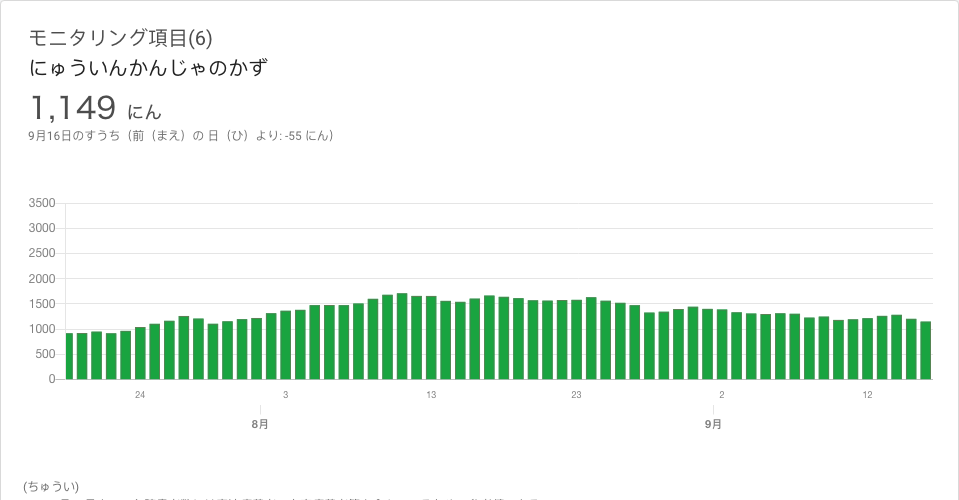 モニタリング項目(6)
にゅういんかんじゃのかず
1,149 にん
9月16日のすうち（前（まえ）の 日（ひ）より: -55 にん）
3500
3000
2500
2000
1500
1000
500
0
24
3
13
23
2
12
8月
9月
(ちゅうい)